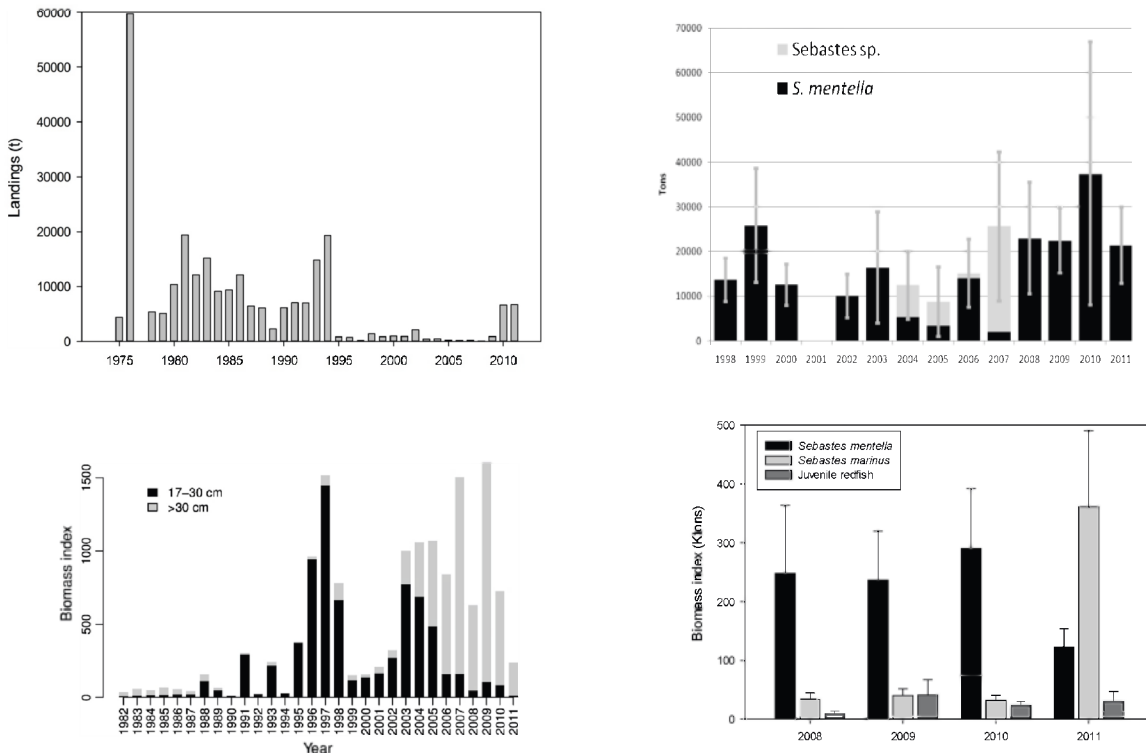 60000
50000
40000
30000
20000
10000
0
Landings (t)
1975 1980 1985 1990 1995 2000 2005 2010
70000
60000
50000
40000
30000
20000
10000
0
Tons
Sebastes sp.
S. mentella
1998 1999 2000 2001 2002 2003 2004 2005 2006 2007 2008 2009 2010 2011
1500
1000
500
0
Biomass index
17–30 cm
>30 cm
1982 1983 1984 1985 1986 1987 1988 1989 1990 1991 1992 1993 1994 1995 1996 1997 1998 1999 2000 2001 2002 2003 2004 2005 2006 2007 2008 2009 2010 2011
Year
500
400
300
200
100
0
Biomass index (Ktons)
Sebastes mentella
Sebastes marinus
Juvenile redfish
2008 2009 2010 2011